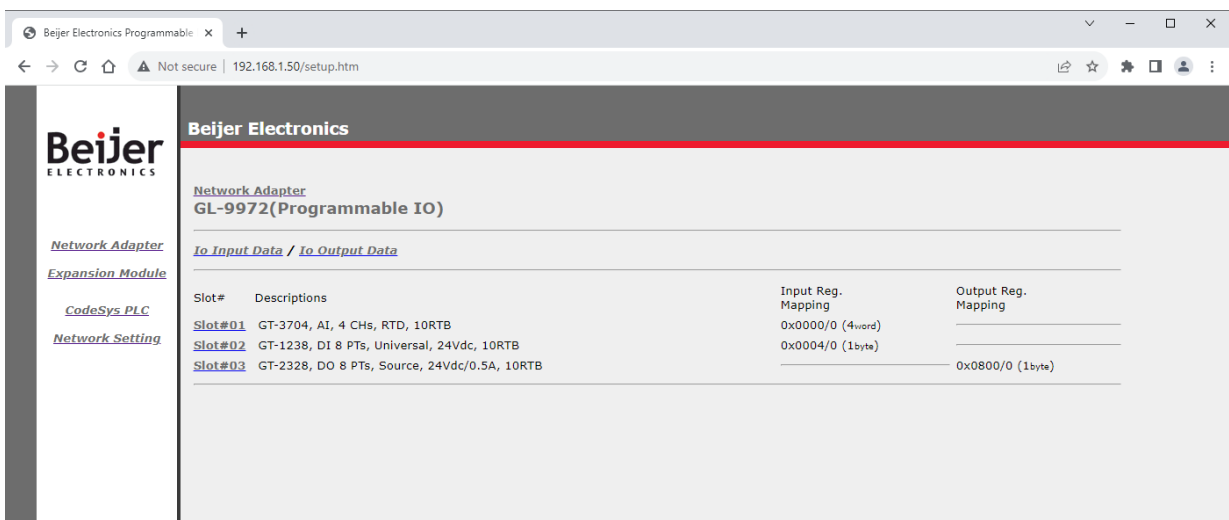 Beijer Electronics Programmable
Not secure | 192.168.1.50/setup.htm
Beijer
ELECTRONICS
Beijer Electronics
Network Adapter
GL-9972(Programmable IO)
Network Adapter
Expansion Module
CodeSys PLC
Network Setting
Io Input Data / Io Output Data
Slot# Descriptions Input Reg. Mapping Output Reg. Mapping
Slot#01 GT-3704, AI, 4 CHs, RTD, 10RTB 0x0000/0 (4word)
Slot#02 GT-1238, DI 8 PTs, Universal, 24Vdc, 10RTB 0x0004/0 (1byte)
Slot#03 GT-2328, DO 8 PTs, Source, 24Vdc/0.5A, 10RTB 0x0800/0 (1byte)